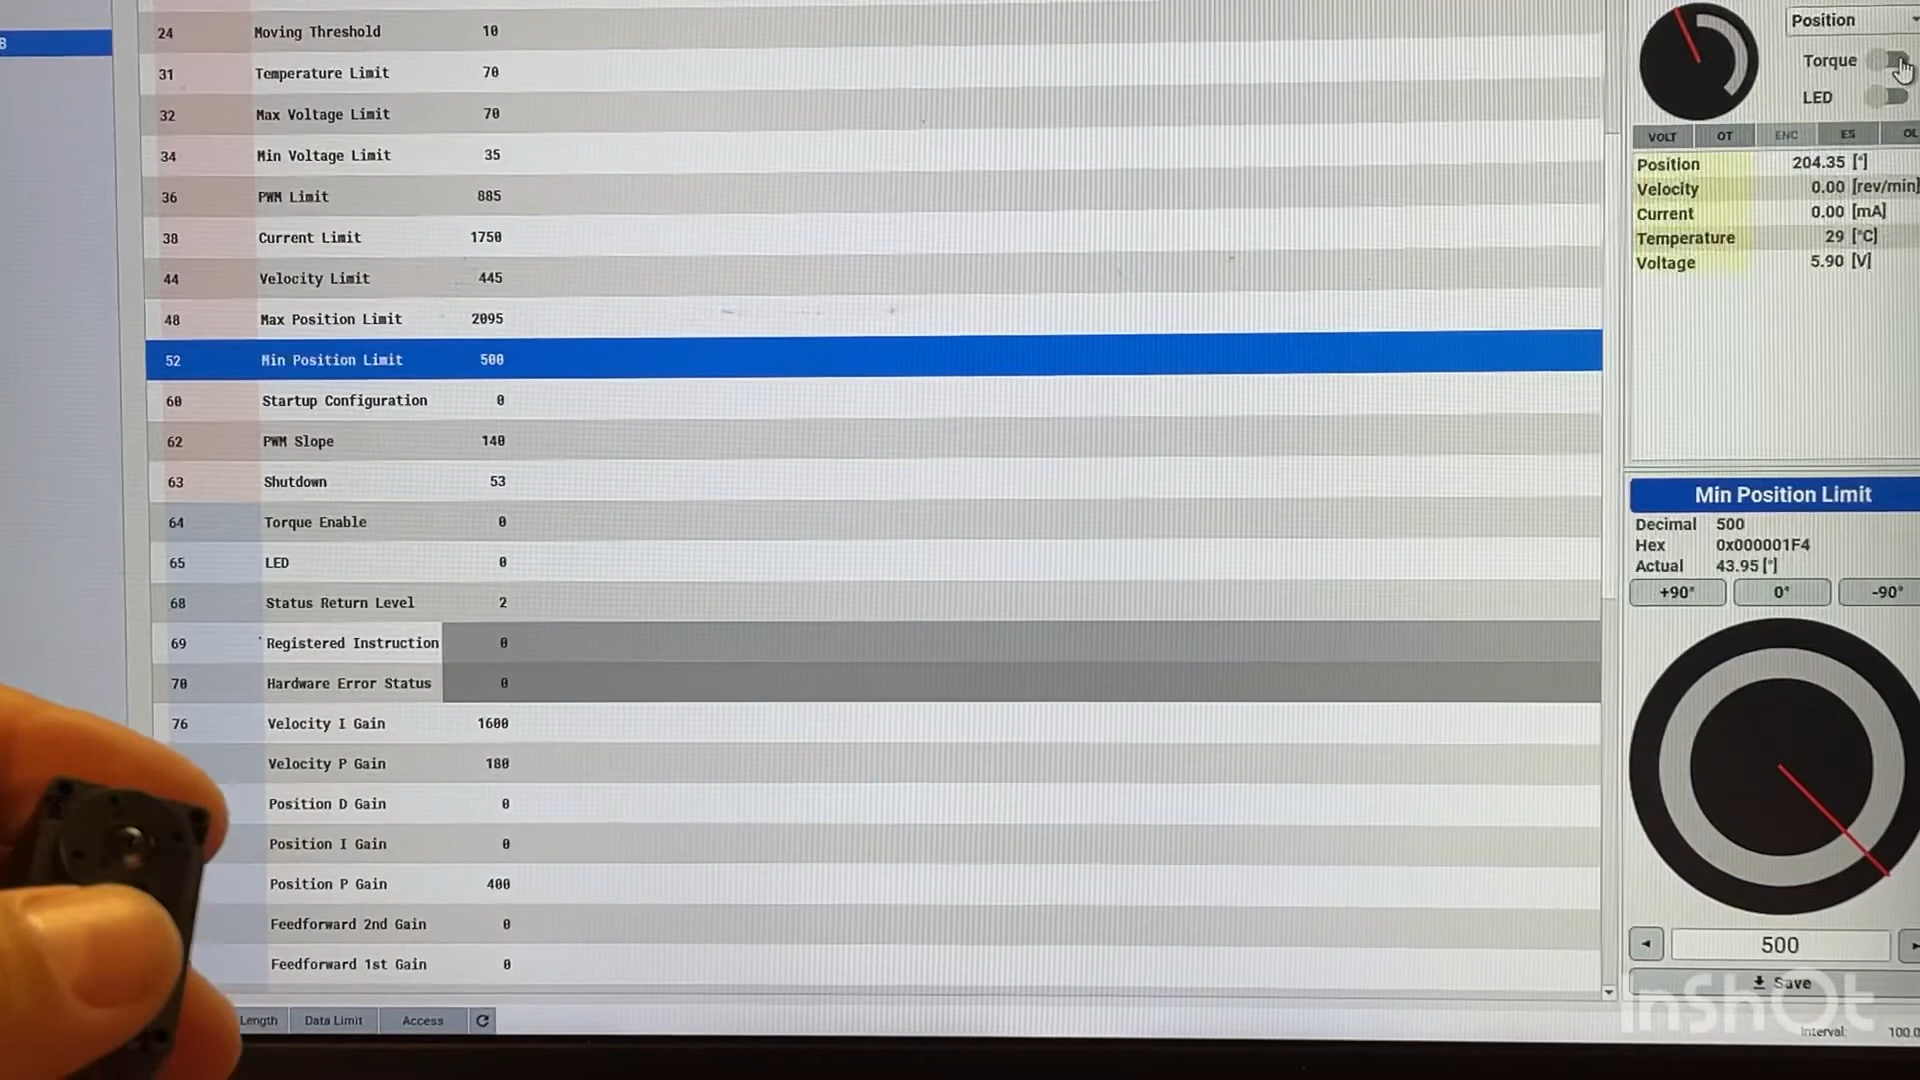 B
24 Moving Threshold 10
31 Temperature Limit 70
32 Max Voltage Limit 70
34 Min Voltage Limit 35
36 PWM Limit 885
38 Current Limit 1750
44 Velocity Limit 445
48 Max Position Limit 2095
52 Min Position Limit 500
60 Startup Configuration 0
62 PWM Slope 140
63 Shutdown 53
64 Torque Enable 0
65 LED 0
68 Status Return Level 2
69 Registered Instruction 0
70 Hardware Error Status 0
76 Velocity I Gain 1600
Velocity P Gain 180
Position D Gain 0
Position I Gain 0
Position P Gain 400
Feedforward 2nd Gain 0
Feedforward 1st Gain 0
Length Data Limit Access
Position
Torque
LED
VOLT OT ENC ES OL
Position 204.35 [°]
Velocity 0.00 [rev/min]
Current 0.00 [mA]
Temperature 29 [°C]
Voltage 5.90 [V]
Min Position Limit
Decimal 500
Hex 0x000001F4
Actual 43.95 [°]
+90° 0° -90°
500
Save
InShOt
Interval: 100.0